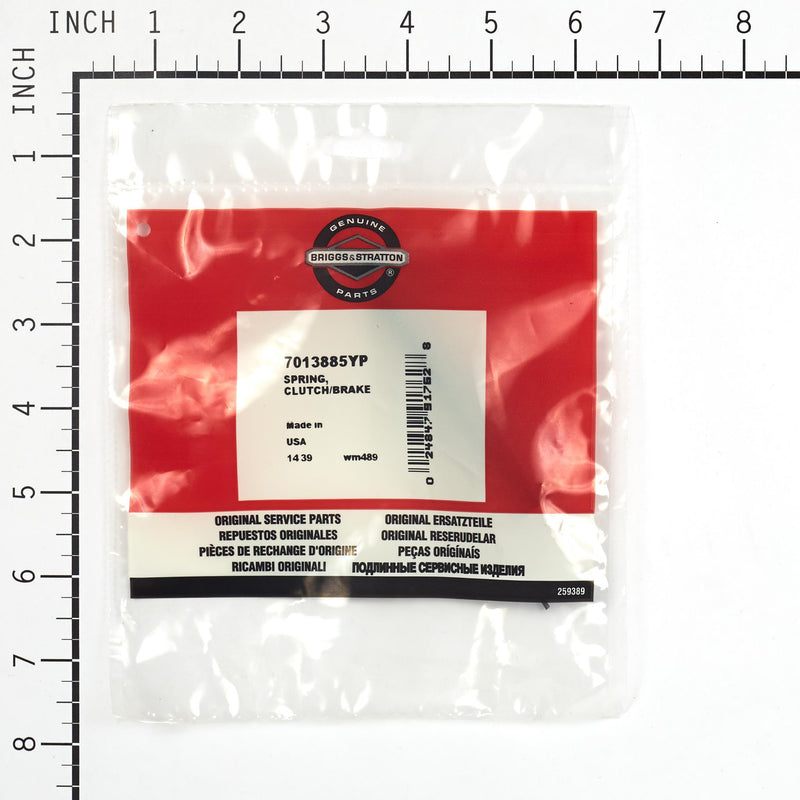 INCH 1 2 3 4 5 6 7 8
INCH
1
2
3
4
5
6
7
8
GENUINE
BRIGGS&STRATTON
®
PARTS
7013885YP
SPRING,
CLUTCH/BRAKE
Made in
USA
14 39 wm489
0 24847 91752 8
ORIGINAL SERVICE PARTS ORIGINAL ERSATZTEILE
REPUESTOS ORIGINALES ORIGINAL RESERUDELAR
PIÈCES DE RECHANGE D'ORIGINE PEÇAS ORÍGÍNAÍS
RICAMBI ORIGINALI ПОДЛИННЫЕ СЕРВИСНЫЕ ИЗДЕЛИЯ
259389